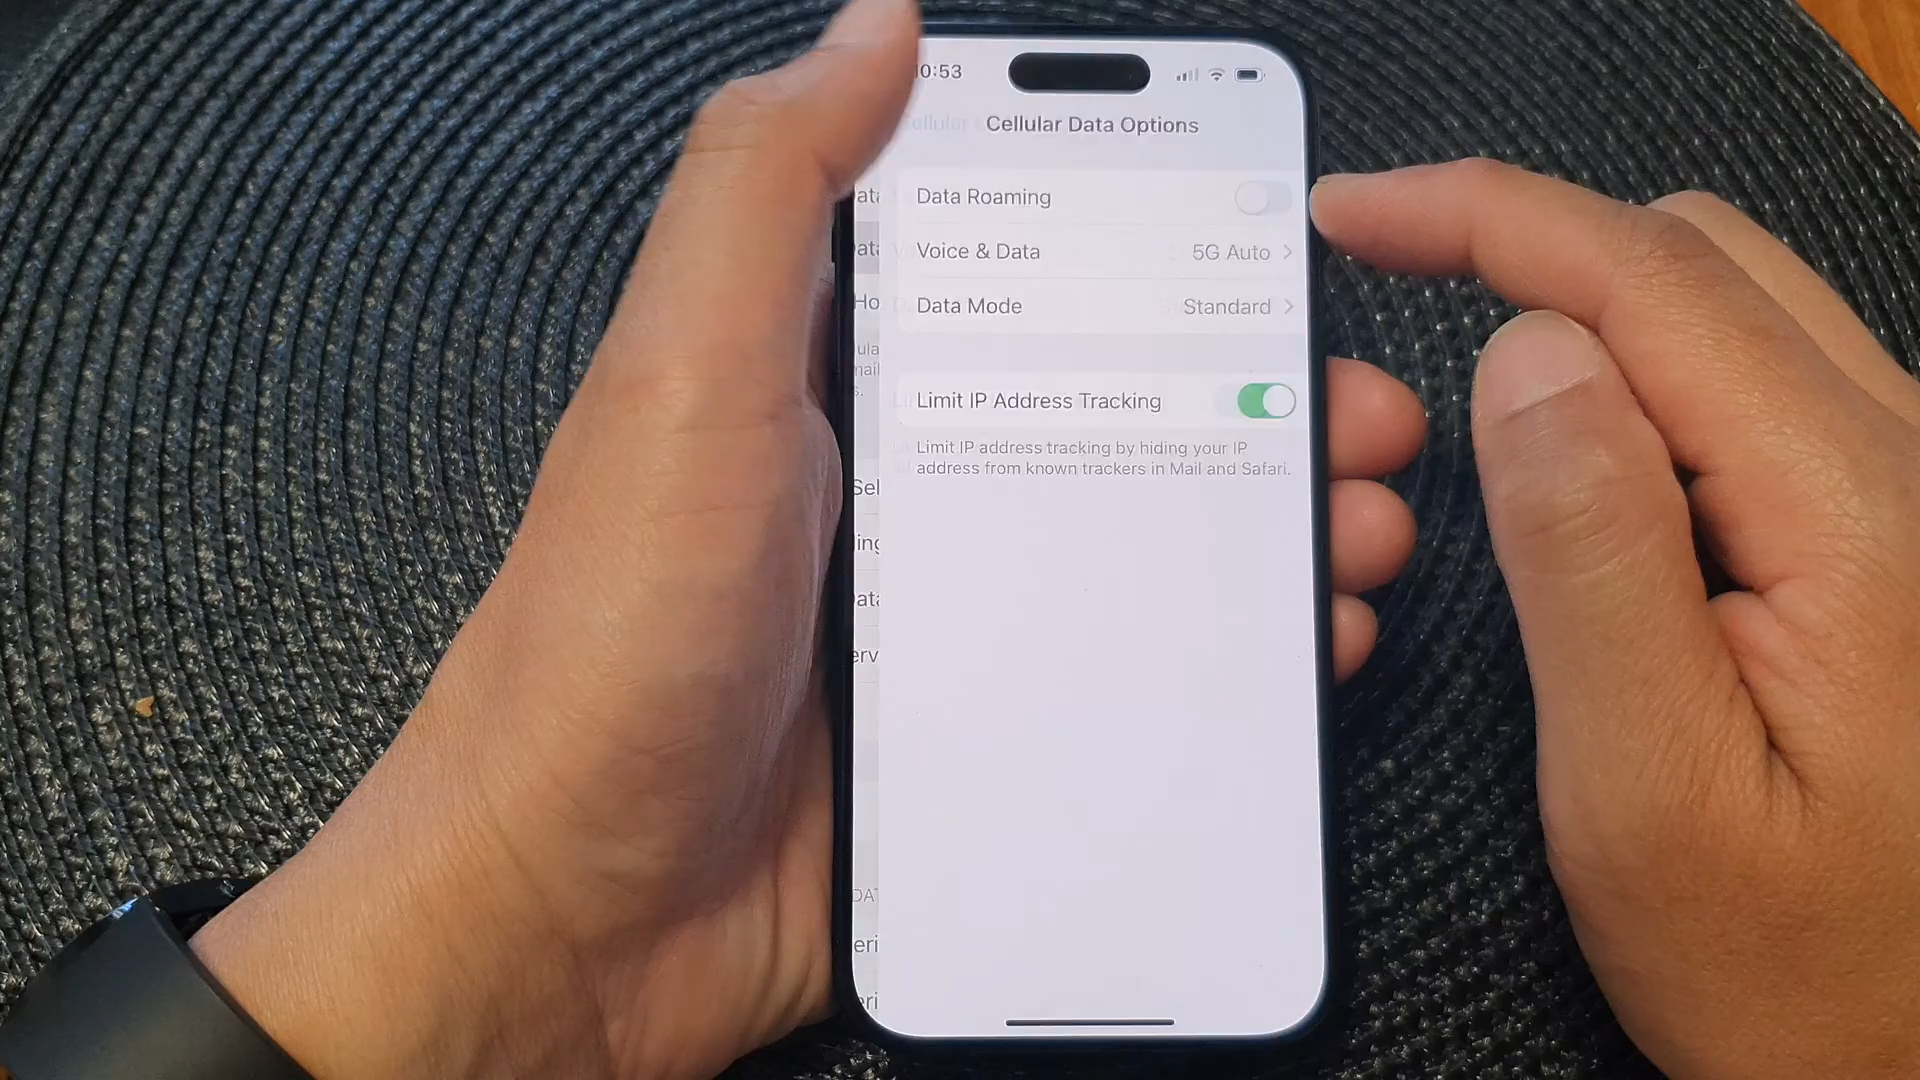 0:53
Cellular Data Options
Data Roaming
Voice & Data 5G Auto
Data Mode Standard
Limit IP Address Tracking
Limit IP address tracking by hiding your IP
address from known trackers in Mail and Safari.